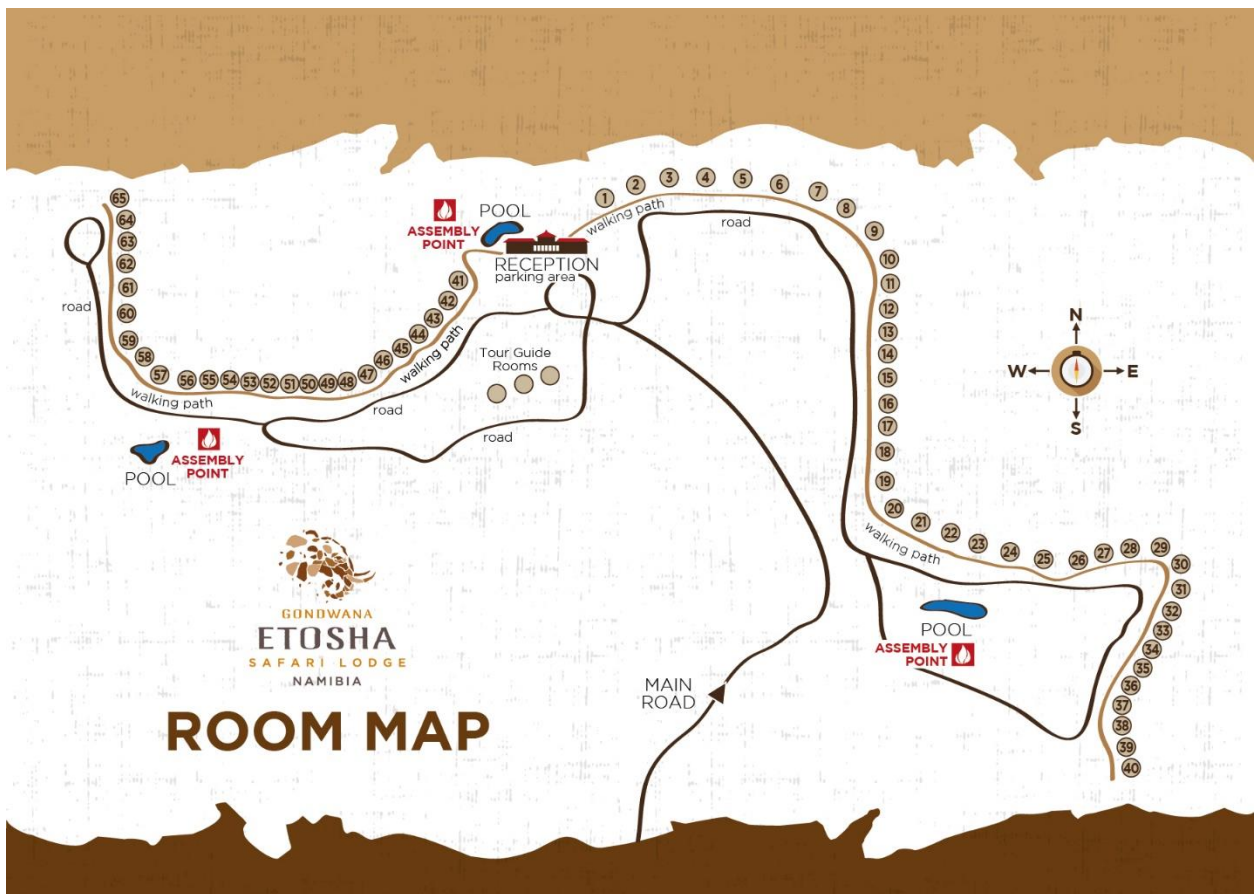 65
64
63
62
61
60
59
58
57
56
55
54
53
52
51
50
49
48
47
46
45
44
43
42
41
road
walking path
road
walking path
road
ASSEMBLY
POINT
POOL
RECEPTION
parking area
Tour Guide
Rooms
POOL
ASSEMBLY
POINT
1
2
3
4
5
6
7
8
9
10
11
12
13
14
15
16
17
18
19
20
21
22
23
24
25
26
27
28
29
30
31
32
33
34
35
36
37
38
39
40
walking path
road
walking path
POOL
ASSEMBLY
POINT
N
W
E
S
MAIN
ROAD
GONDWANA
ETOSHA
SAFARI LODGE
NAMIBIA
ROOM MAP